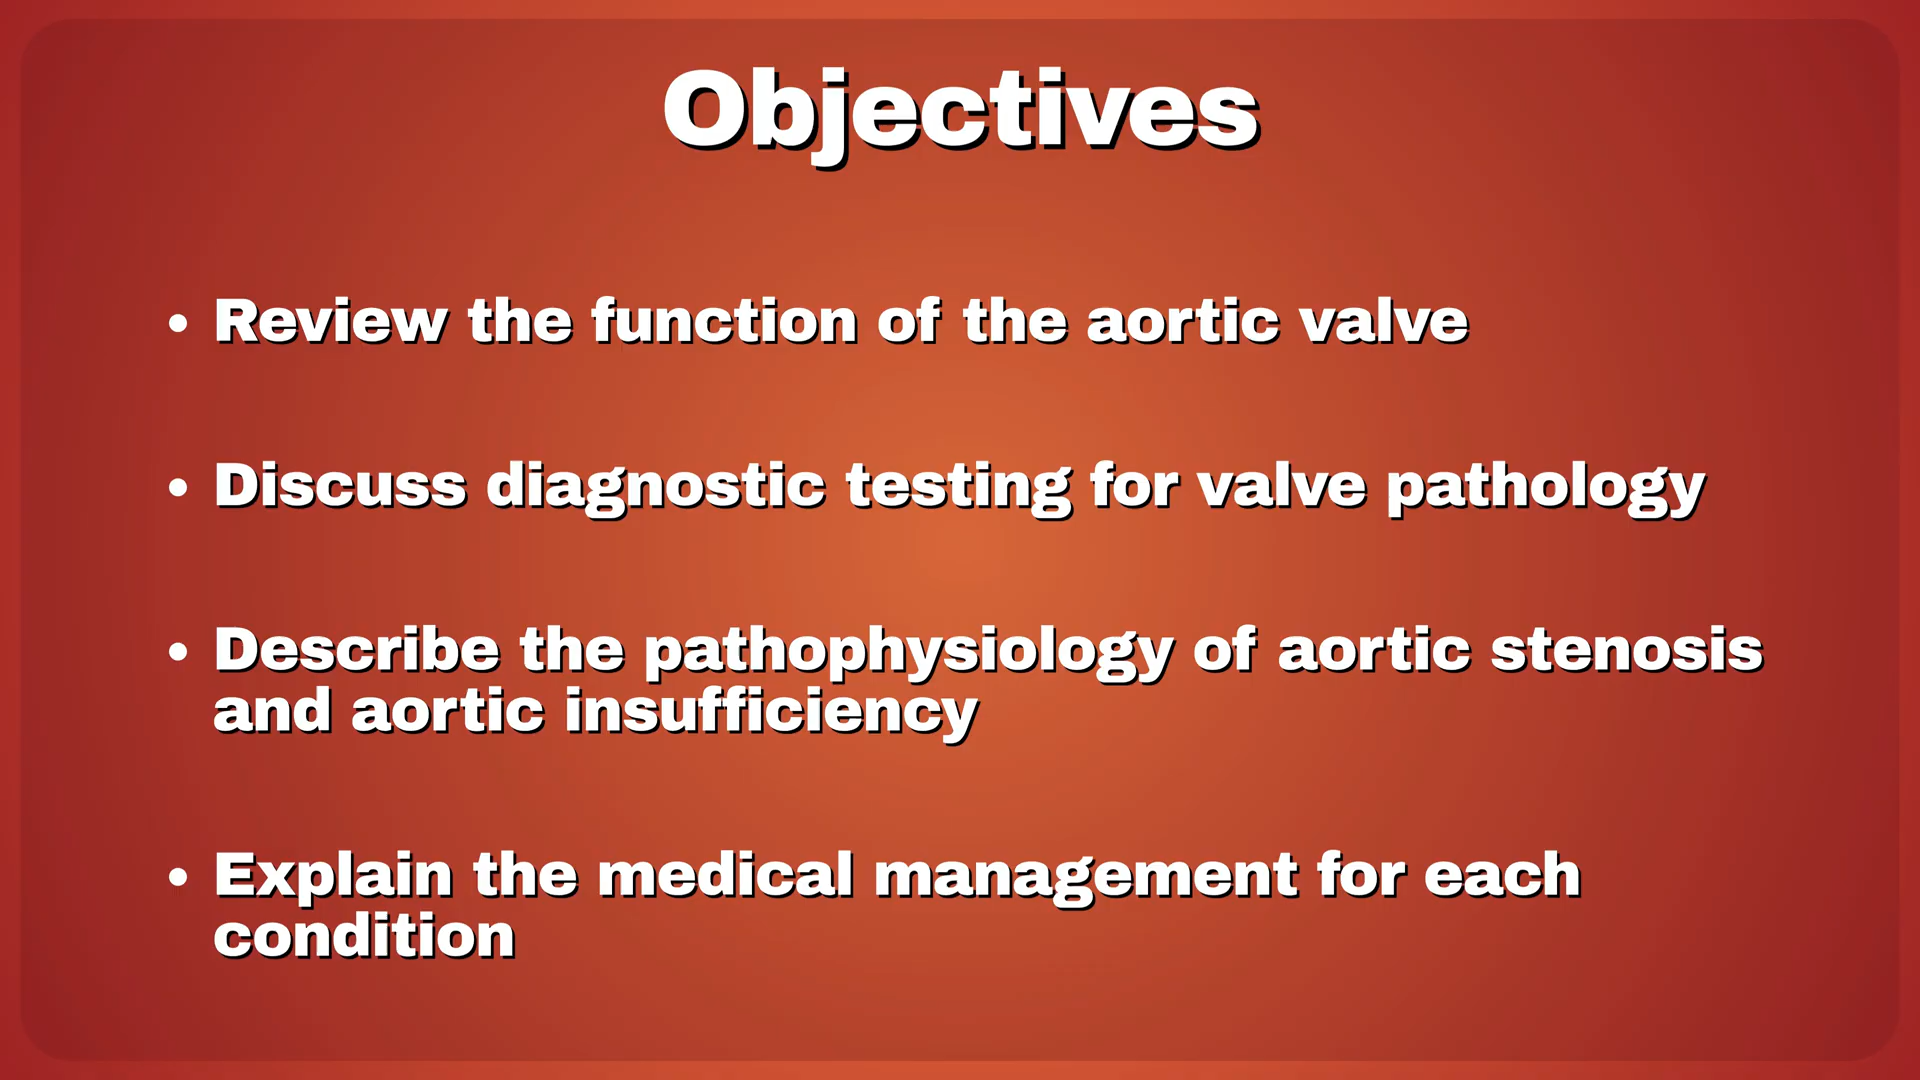 Objectives
• Review the function of the aortic valve
• Discuss diagnostic testing for valve pathology
• Describe the pathophysiology of aortic stenosis
and aortic insufficiency
• Explain the medical management for each
condition